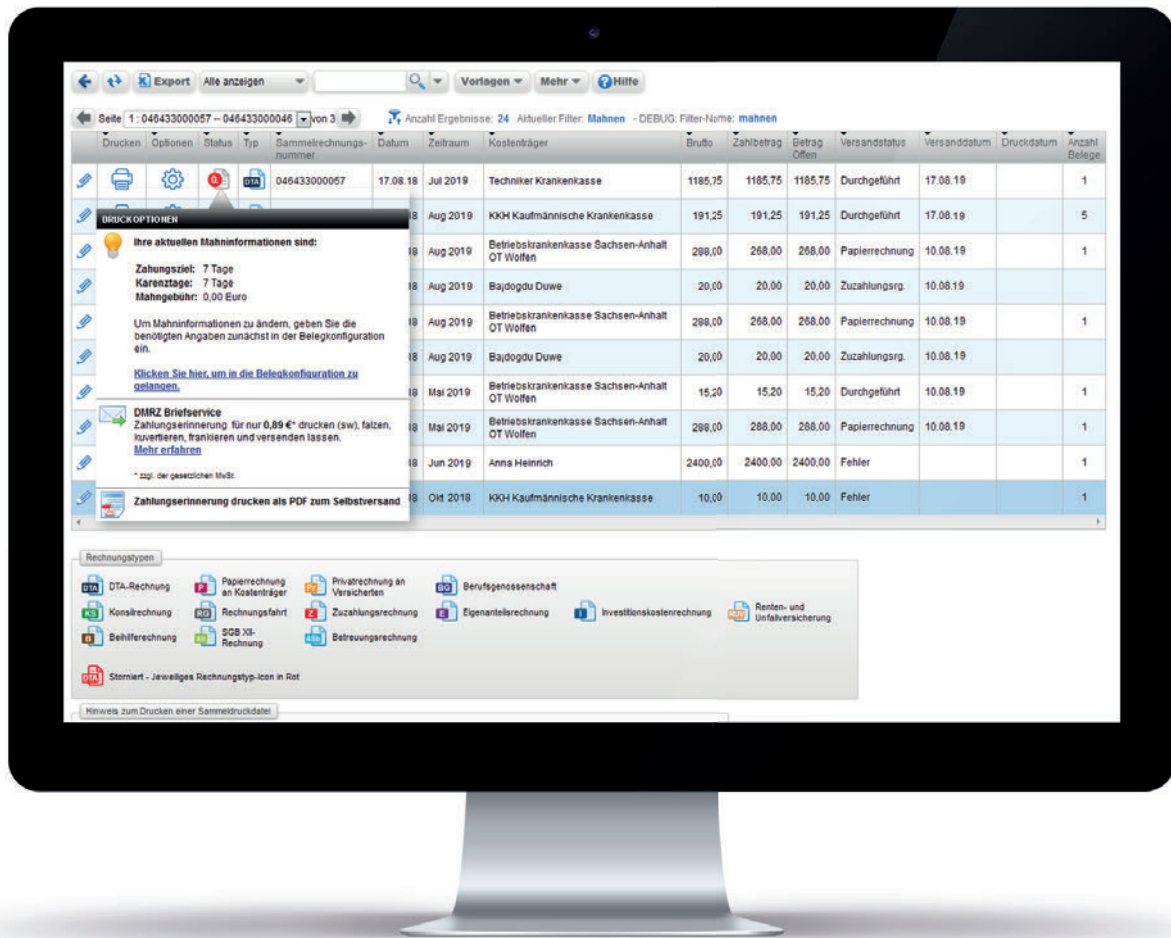 Export Alle anzeigen Vorlagen Mehr Hilfe
Seite 1 : 046433000057 -- 046433000046 von 3 Anzahl Ergebnisse: 24 Aktueller Filter: Mahnen - DEBUG: Filter-Name: mahnen
Drucken Optionen Status Typ Sammelrechnungs- Datum Zeitraum Kostenträger Brutto Zahlbetrag Betrag Versandstatus Versanddatum Druckdatum Anzahl
nummer Offen Belege
DTA 046433000057 17.08.18 Jul 2019 Techniker Krankenkasse 1185,75 1185,75 1185,75 Durchgeführt 17.08.19 1
18 Aug 2019 KKH Kaufmännische Krankenkasse 191,25 191,25 191,25 Durchgeführt 17.08.19 5
18 Aug 2019 Betriebskrankenkasse Sachsen-Anhalt 288,00 268,00 268,00 Papierrechnung 10.08.19 1
OT Wolfen
18 Aug 2019 Bajdogdu Duwe 20,00 20,00 20,00 Zuzahlungsrg. 10.08.19
18 Aug 2019 Betriebskrankenkasse Sachsen-Anhalt 288,00 268,00 268,00 Papierrechnung 10.08.19 1
OT Wolfen
18 Aug 2019 Bajdogdu Duwe 20,00 20,00 20,00 Zuzahlungsrg. 10.08.19
18 Mai 2019 Betriebskrankenkasse Sachsen-Anhalt 15,20 15,20 15,20 Durchgeführt 10.08.19 1
OT Wolfen
18 Mai 2019 Betriebskrankenkasse Sachsen-Anhalt 288,00 288,00 288,00 Papierrechnung 10.08.19 1
OT Wolfen
18 Jun 2019 Anna Heinrich 2400,00 2400,00 2400,00 Fehler 1
18 Okt 2018 KKH Kaufmännische Krankenkasse 10,00 10,00 10,00 Fehler 1
DRUCKOPTIONEN
Ihre aktuellen Mahninformationen sind:
Zahungsziel: 7 Tage
Karenztage: 7 Tage
Mahngebühr: 0,00 Euro
Um Mahninformationen zu ändern, geben Sie die
benötigten Angaben zunächst in der Belegkonfiguration
ein.
Klicken Sie hier, um in die Belegkonfiguration zu
gelangen.
DMRZ Briefservice
Zahlungserinnerung für nur 0,89 €* drucken (sw), falzen,
kuvertieren, frankieren und versenden lassen.
Mehr erfahren
* zzgl. der gesetzlichen MwSt.
Zahlungserinnerung drucken als PDF zum Selbstversand
Rechnungstypen
DTA DTA-Rechnung P Papierrechnung an Kostenträger PV Privatrechnung an Versicherten BG Berufsgenossenschaft
KS Konsilrechnung RG Rechnungsfahrt Z Zuzahlungsrechnung E Eigenanteilsrechnung I Investitionskostenrechnung Renten- und Unfallversicherung
B Beihilferechnung SGB XII-Rechnung Betreuungsrechnung
DTA Storniert - Jeweiliges Rechnungstyp-Icon in Rot
Hinweis zum Drucken einer Sammeldruckdatei